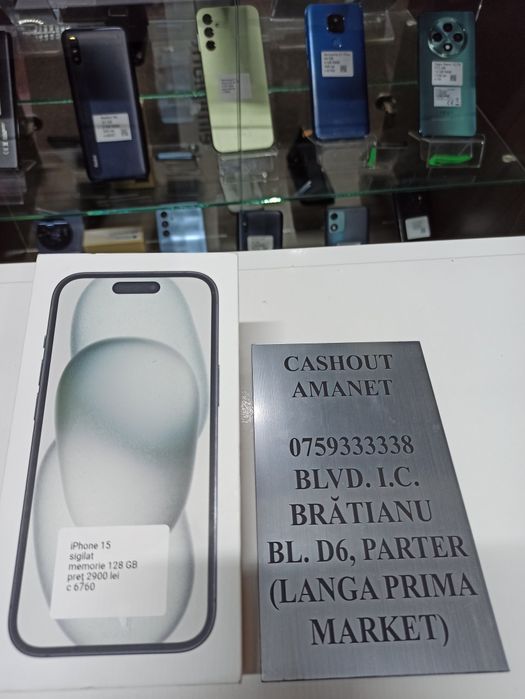 iPhone 15
sigilat
memorie 128 GB
preț 2900 lei
c 6760
CASHOUT
AMANET
0759333338
BLVD. I.C.
BRĂTIANU
BL. D6, PARTER
(LANGA PRIMA
MARKET)